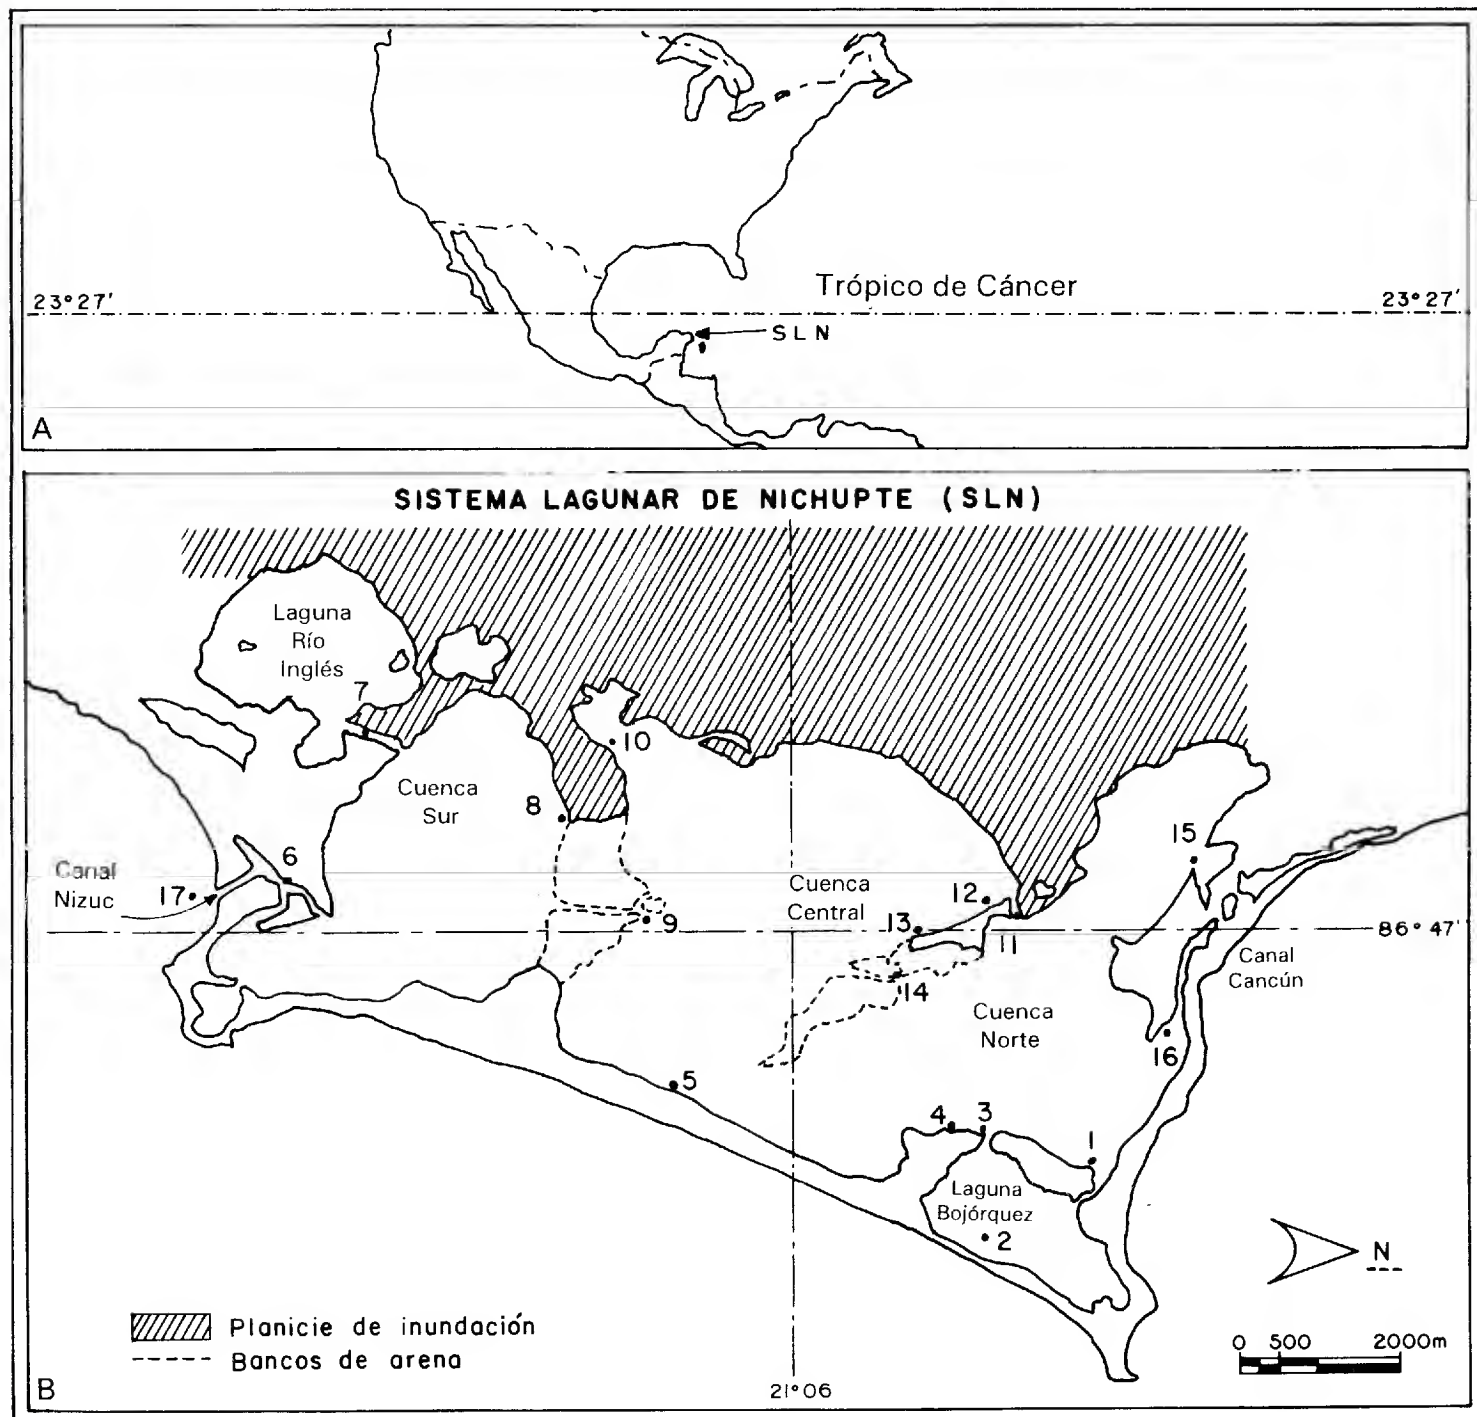 Trópico de Cáncer
23°27'
23°27'
SLN
A
SISTEMA LAGUNAR DE NICHUPTE (SLN)
Laguna
Río
Inglés
7
10
Cuenca
Sur
8
15
6
Canal
Nizuc
17
Cuenca
Central
12
9
13
11
86°47'
Canal
Cancún
14
Cuenca
Norte
16
5
4
3
1
Laguna
Bojórquez
2
N
Planicie de inundación
Bancos de arena
0 500 2000m
B
21°06